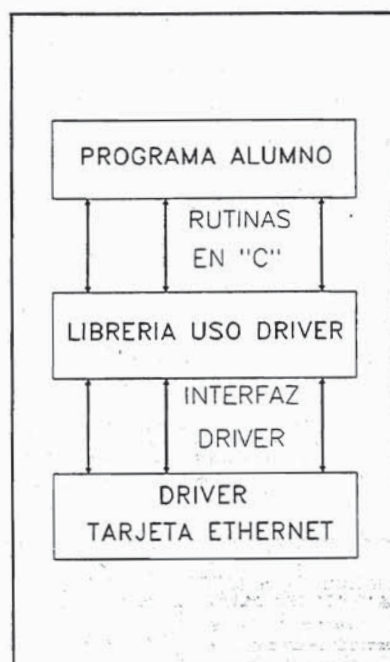 PROGRAMA ALUMNO
RUTINAS
EN "C"
LIBRERIA USO DRIVER
INTERFAZ
DRIVER
DRIVER
TARJETA ETHERNET